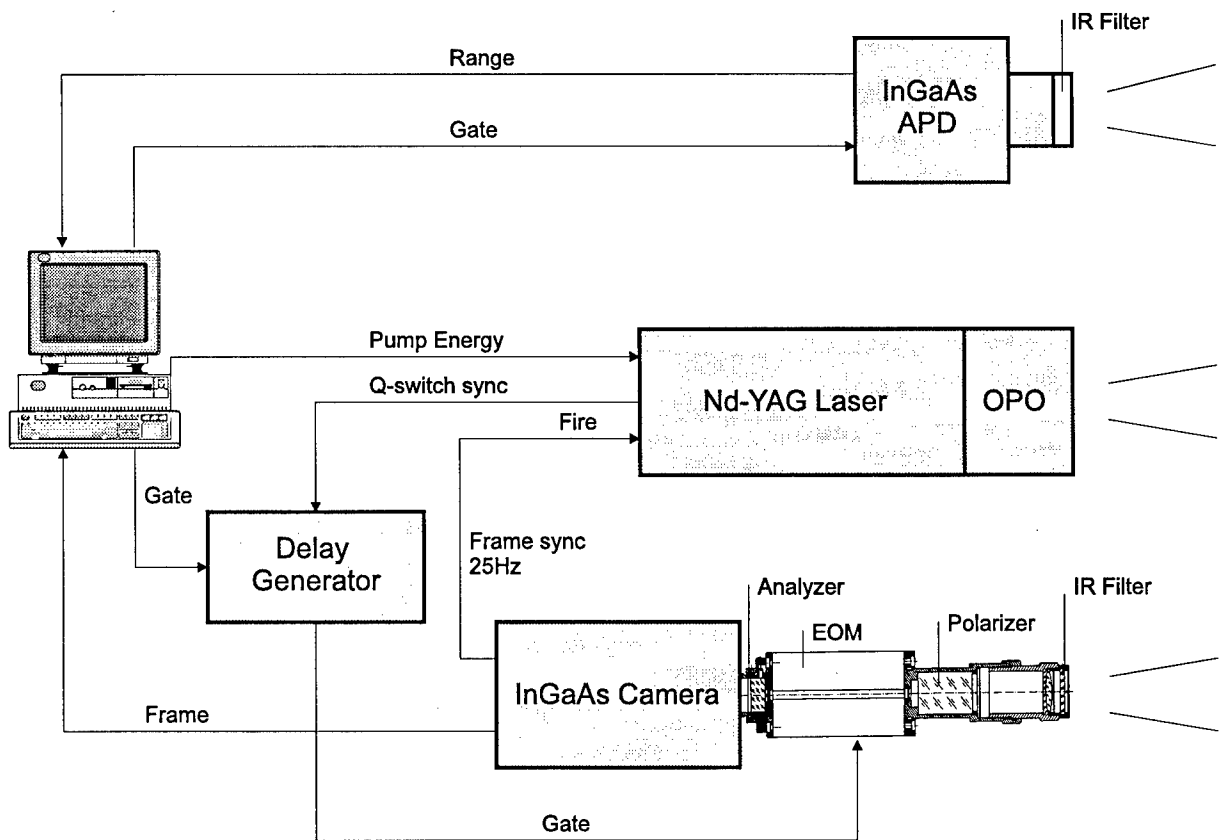 IR Filter
Range
InGaAs
APD
Gate
Pump Energy
Q-switch sync
Nd-YAG Laser
OPO
Fire
Gate
Delay
Generator
Frame sync
25Hz
Analyzer
IR Filter
EOM
Polarizer
InGaAs Camera
Frame
Gate